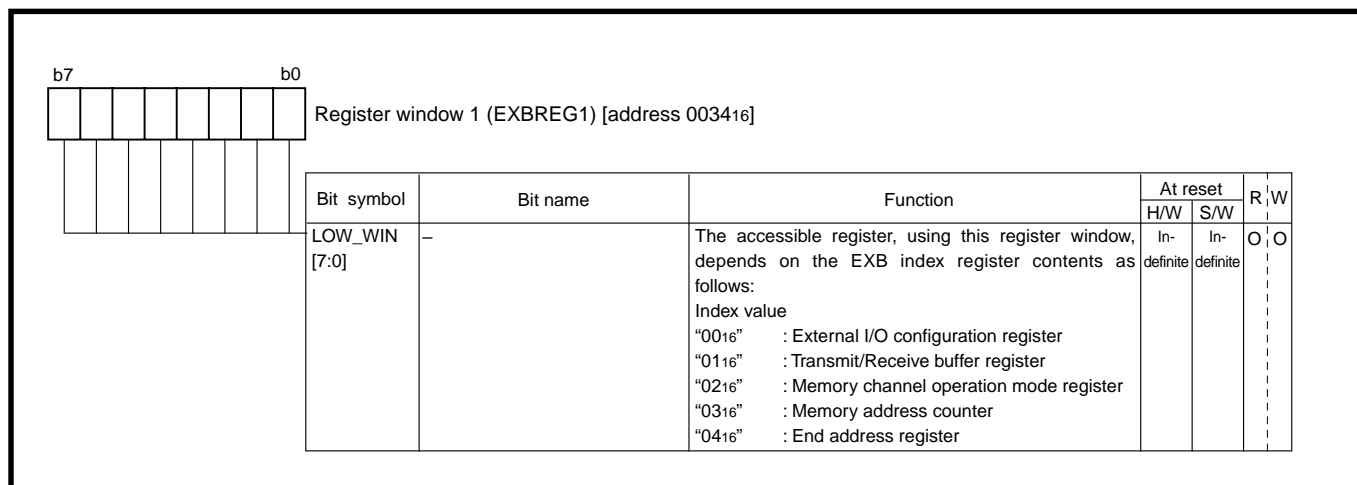 b7 b0
Register window 1 (EXBREG1) [address 003416]
Bit symbol Bit name Function At reset R W
H/W S/W
LOW_WIN – The accessible register, using this register window, In- In- O O
[7:0] depends on the EXB index register contents as definite definite
follows:
Index value
“0016” : External I/O configuration register
“0116” : Transmit/Receive buffer register
“0216” : Memory channel operation mode register
“0316” : Memory address counter
“0416” : End address register